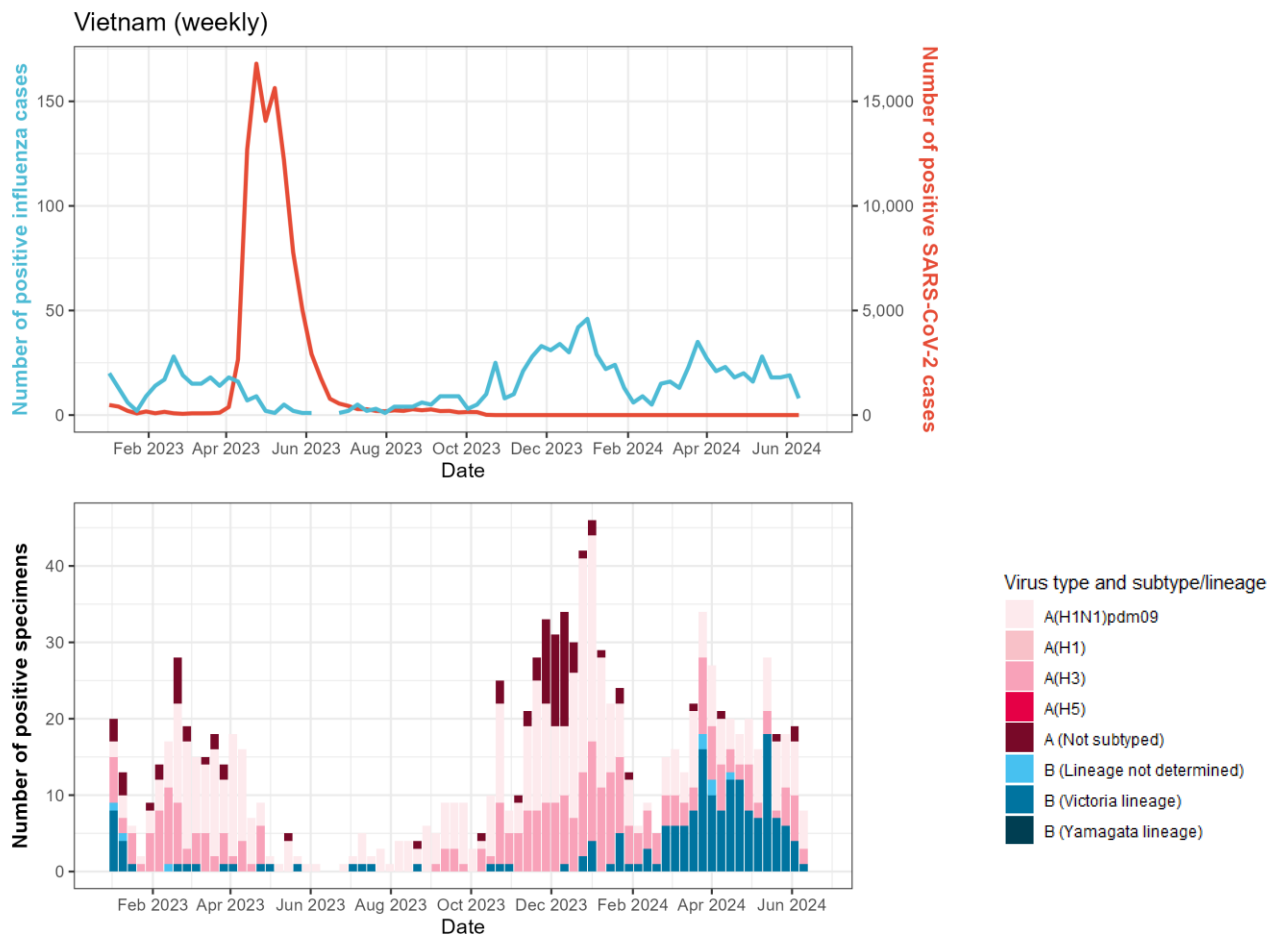 Vietnam (weekly)
Number of positive influenza cases
150
100
50
0
15,000
10,000
5,000
0
Number of positive SARS-CoV-2 cases
Feb 2023 Apr 2023 Jun 2023 Aug 2023 Oct 2023 Dec 2023 Feb 2024 Apr 2024 Jun 2024
Date
Number of positive specimens
40
30
20
10
0
Feb 2023 Apr 2023 Jun 2023 Aug 2023 Oct 2023 Dec 2023 Feb 2024 Apr 2024 Jun 2024
Date
Virus type and subtype/lineage
A(H1N1)pdm09
A(H1)
A(H3)
A(H5)
A (Not subtyped)
B (Lineage not determined)
B (Victoria lineage)
B (Yamagata lineage)